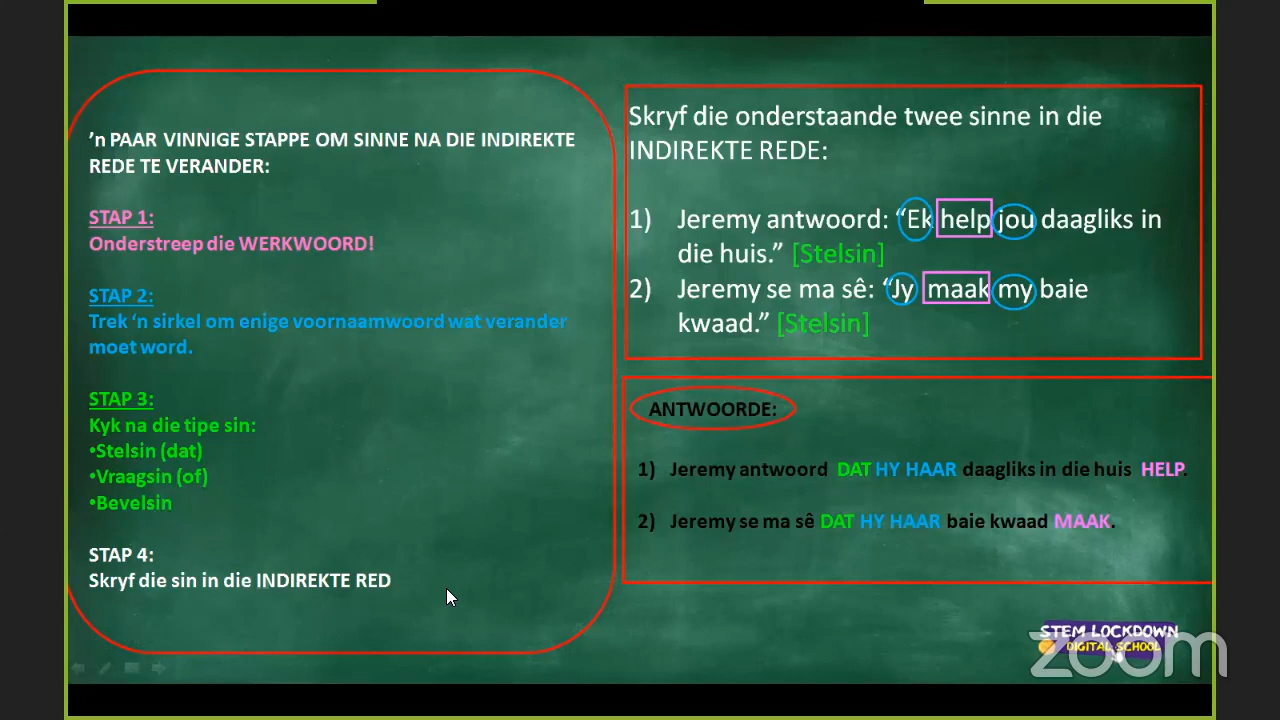 ’n PAAR VINNIGE STAPPE OM SINNE NA DIE INDIREKTE
REDE TE VERANDER:
STAP 1:
Onderstreep die WERKWOORD!
STAP 2:
Trek ‘n sirkel om enige voornaamwoord wat verander
moet word.
STAP 3:
Kyk na die tipe sin:
•Stelsin (dat)
•Vraagsin (of)
•Bevelsin
STAP 4:
Skryf die sin in die INDIREKTE RED
Skryf die onderstaande twee sinne in die
INDIREKTE REDE:
1) Jeremy antwoord: “Ek help jou daagliks in
die huis.” [Stelsin]
2) Jeremy se ma sê: “Jy maak my baie
kwaad.” [Stelsin]
ANTWOORDE:
1) Jeremy antwoord DAT HY HAAR daagliks in die huis HELP.
2) Jeremy se ma sê DAT HY HAAR baie kwaad MAAK.
STEM LOCKDOWN
DIGITAL SCHOOL
zoom